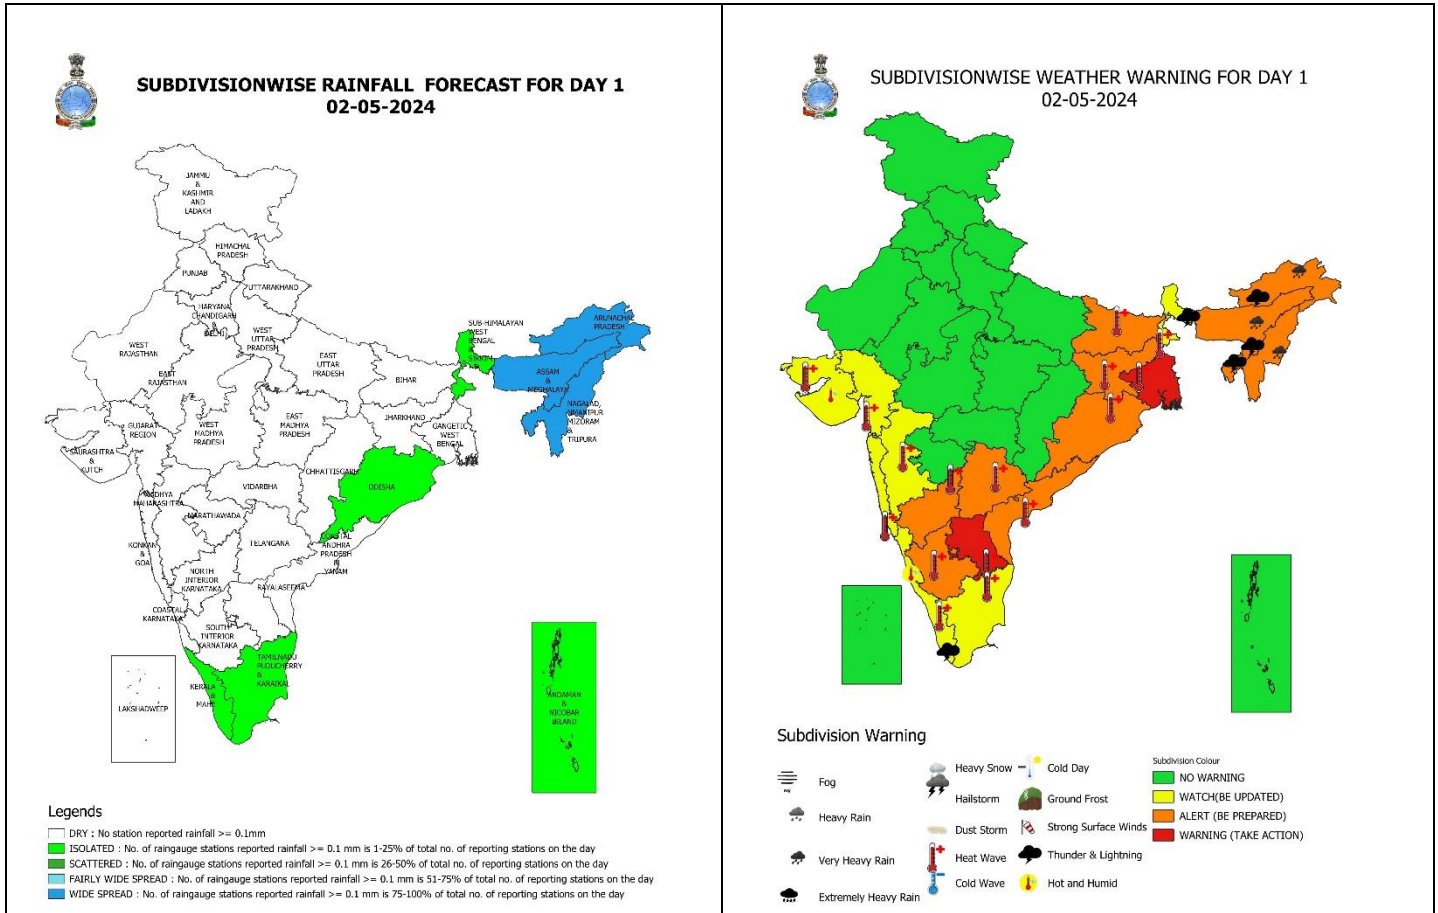 SUBDIVISIONWISE RAINFALL FORECAST FOR DAY 1
02-05-2024
JAMMU
&
KASHMIR
AND
LADAKH
HIMACHAL
PRADESH
PUNJAB
UTTARAKHAND
HARYANA
CHANDIGARH
&
DELHI
WEST
UTTAR
PRADESH
WEST
RAJASTHAN
EAST
RAJASTHAN
EAST
UTTAR
PRADESH
BIHAR
SUB-HIMALAYAN
WEST
BENGAL
&
SIKKIM
ARUNACHAL
PRADESH
ASSAM
&
MEGHALAYA
NAGALAD,
MANIPUR
MIZORAM
&
TRIPURA
JHARKHAND
GANGETIC
WEST
BENGAL
GUJARAT
REGION
WEST
MADHYA
PRADESH
EAST
MADHYA
PRADESH
SAURASHTRA
&
KUTCH
CHHATTISGARH
ODISHA
VIDARBHA
MADHYA
MAHARASHTRA
MARATHAWADA
KONKAN
&
GOA
TELANGANA
COASTAL
ANDHRA
PRADESH
&
YANAM
NORTH
INTERIOR
KARNATAKA
RAYALASEEMA
COASTAL
KARNATAKA
SOUTH
INTERIOR
KARNATAKA
TAMILNADU
PUDUCHERRY
&
KARAIKAL
KERALA
&
MAHE
LAKSHADWEEP
ANDAMAN
&
NICOBAR
ISLAND
Legends
DRY : No station reported rainfall >= 0.1mm
ISOLATED : No. of raingauge stations reported rainfall >= 0.1 mm is 1-25% of total no. of reporting stations on the day
SCATTERED : No. of raingauge stations reported rainfall >= 0.1 mm is 26-50% of total no. of reporting stations on the day
FAIRLY WIDE SPREAD : No. of raingauge stations reported rainfall >= 0.1 mm is 51-75% of total no. of reporting stations on the day
WIDE SPREAD : No. of raingauge stations reported rainfall >= 0.1 mm is 75-100% of total no. of reporting stations on the day
SUBDIVISIONWISE WEATHER WARNING FOR DAY 1
02-05-2024
Subdivision Warning
Fog
Heavy Rain
Very Heavy Rain
Extremely Heavy Rain
Heavy Snow
Hailstorm
Dust Storm
Heat Wave
Cold Wave
Cold Day
Ground Frost
Strong Surface Winds
Thunder & Lightning
Hot and Humid
Subdivision Colour
NO WARNING
WATCH(BE UPDATED)
ALERT (BE PREPARED)
WARNING (TAKE ACTION)